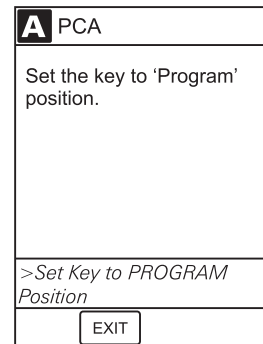 A PCA
Set the key to ‘Program’
position.
>Set Key to PROGRAM
Position
EXIT